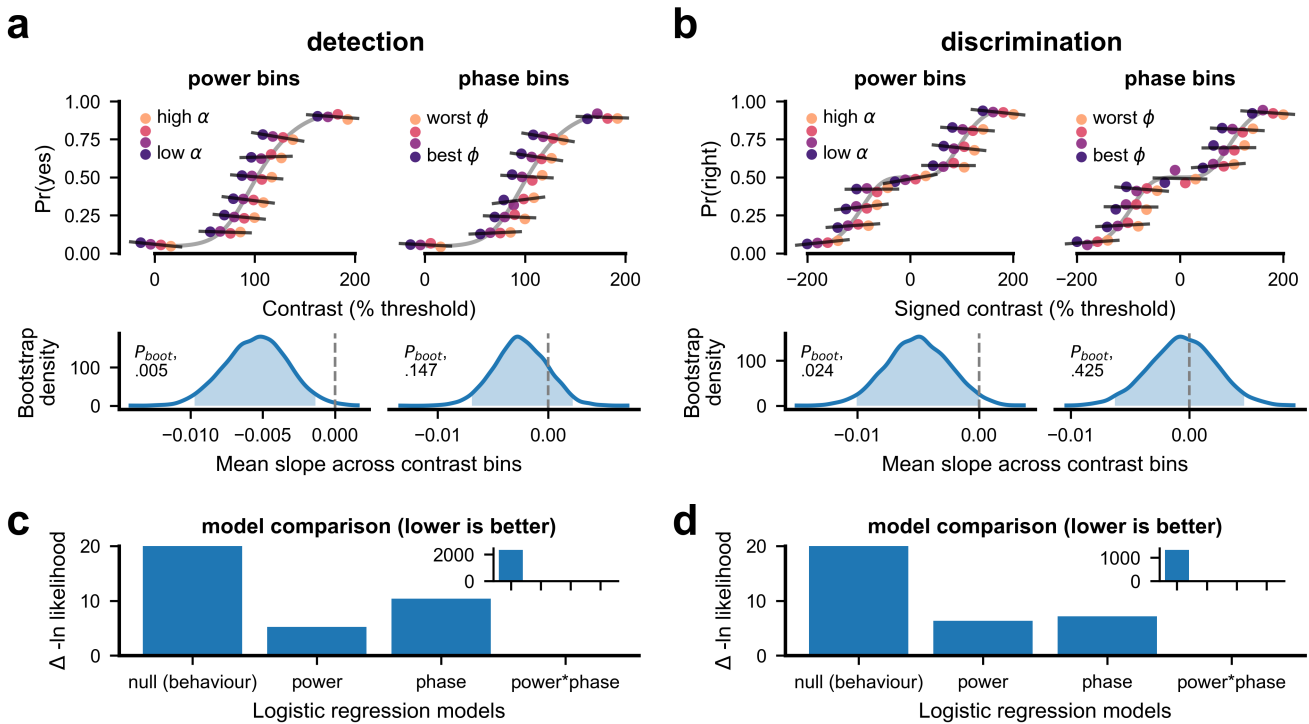 a
detection
power bins
phase bins
Pr(yes)
1.00
0.75
0.50
0.25
0.00
high α
low α
worst ϕ
best ϕ
0
100
200
0
100
200
Contrast (% threshold)
Bootstrap
density
100
0
P_boot,
.005
P_boot,
.147
−0.010
−0.005
0.000
−0.01
0.00
Mean slope across contrast bins
b
discrimination
power bins
phase bins
Pr(right)
1.00
0.75
0.50
0.25
0.00
high α
low α
worst ϕ
best ϕ
−200
0
200
−200
0
200
Signed contrast (% threshold)
Bootstrap
density
100
0
P_boot,
.024
P_boot,
.425
−0.01
0.00
−0.01
0.00
Mean slope across contrast bins
c
model comparison (lower is better)
Δ -ln likelihood
20
10
0
2000
0
null (behaviour)
power
phase
power*phase
Logistic regression models
d
model comparison (lower is better)
Δ -ln likelihood
20
10
0
1000
0
null (behaviour)
power
phase
power*phase
Logistic regression models